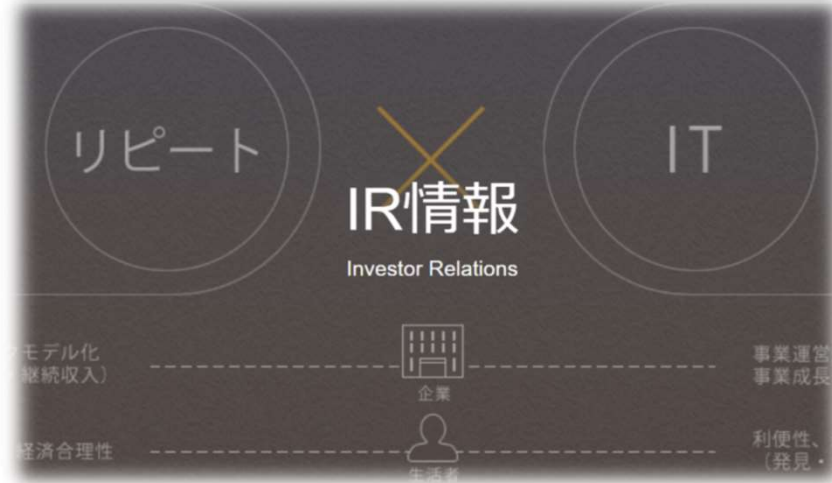 リピート
IT
IR情報
Investor Relations
モデル化
継続収入）
企業
事業運営
事業成長
経済合理性
生活者
利便性、
（発見・